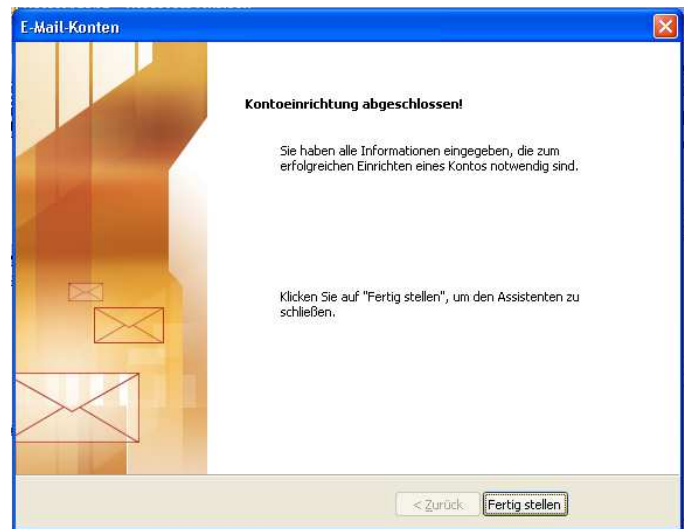 E-Mail-Konten
Kontoeinrichtung abgeschlossen!
Sie haben alle Informationen eingegeben, die zum
erfolgreichen Einrichten eines Kontos notwendig sind.
Klicken Sie auf "Fertig stellen", um den Assistenten zu
schließen.
< Zurück
Fertig stellen